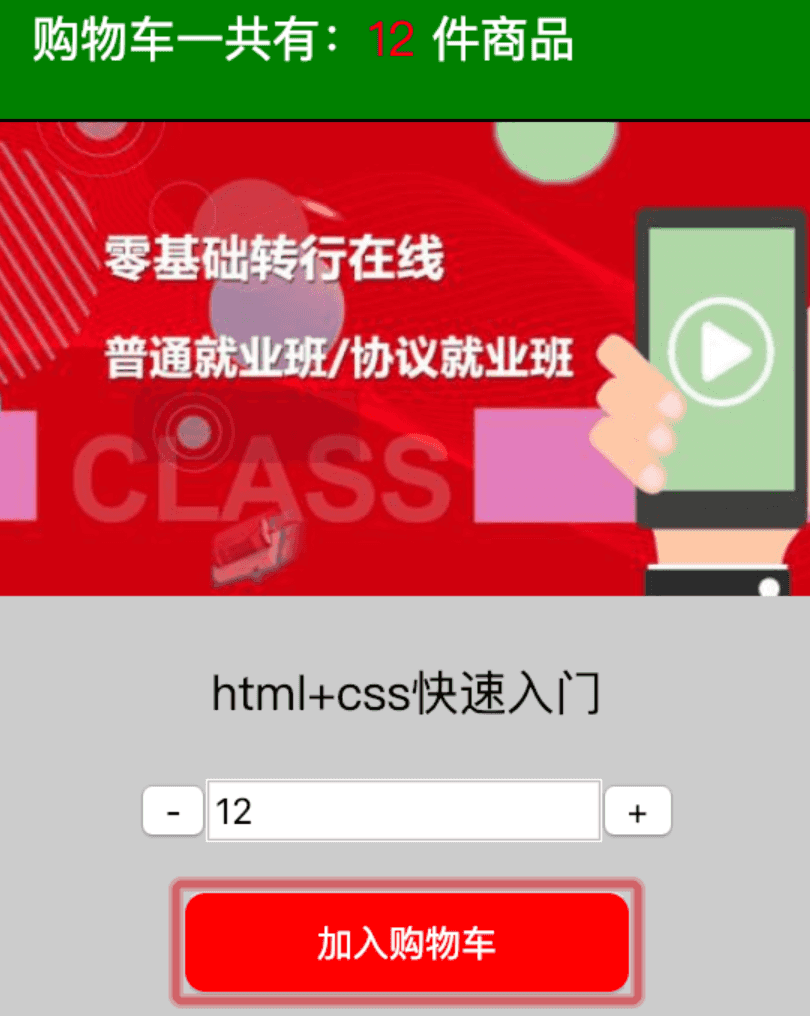 购物车一共有：12 件商品
零基础转行在线
普通就业班/协议就业班
CLASS
html+css快速入门
- 12 +
加入购物车